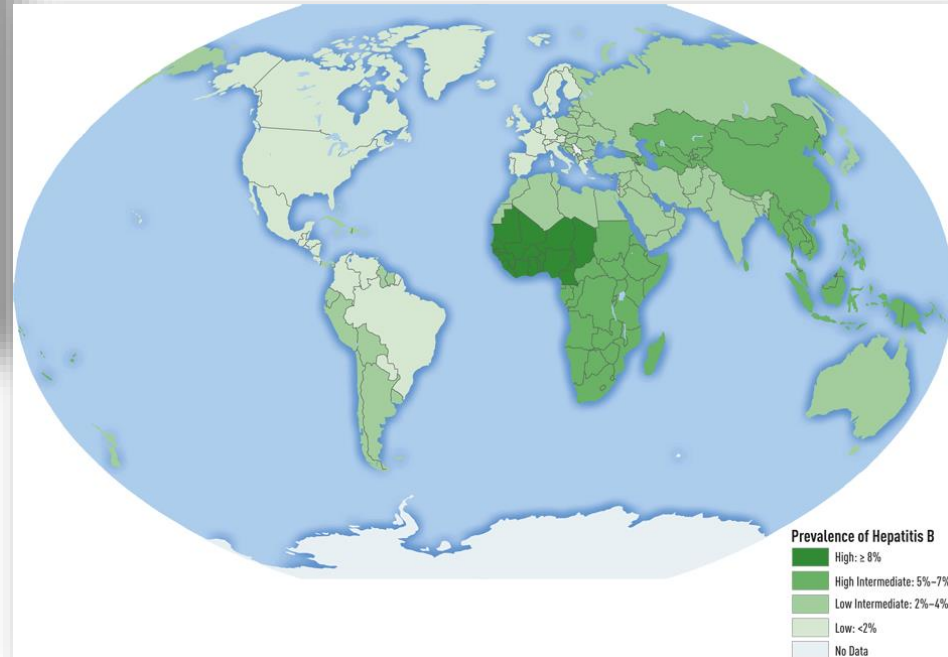 Prevalence of Hepatitis B
High: ≥ 8%
High Intermediate: 5%–7%
Low Intermediate: 2%–4%
Low: <2%
No Data